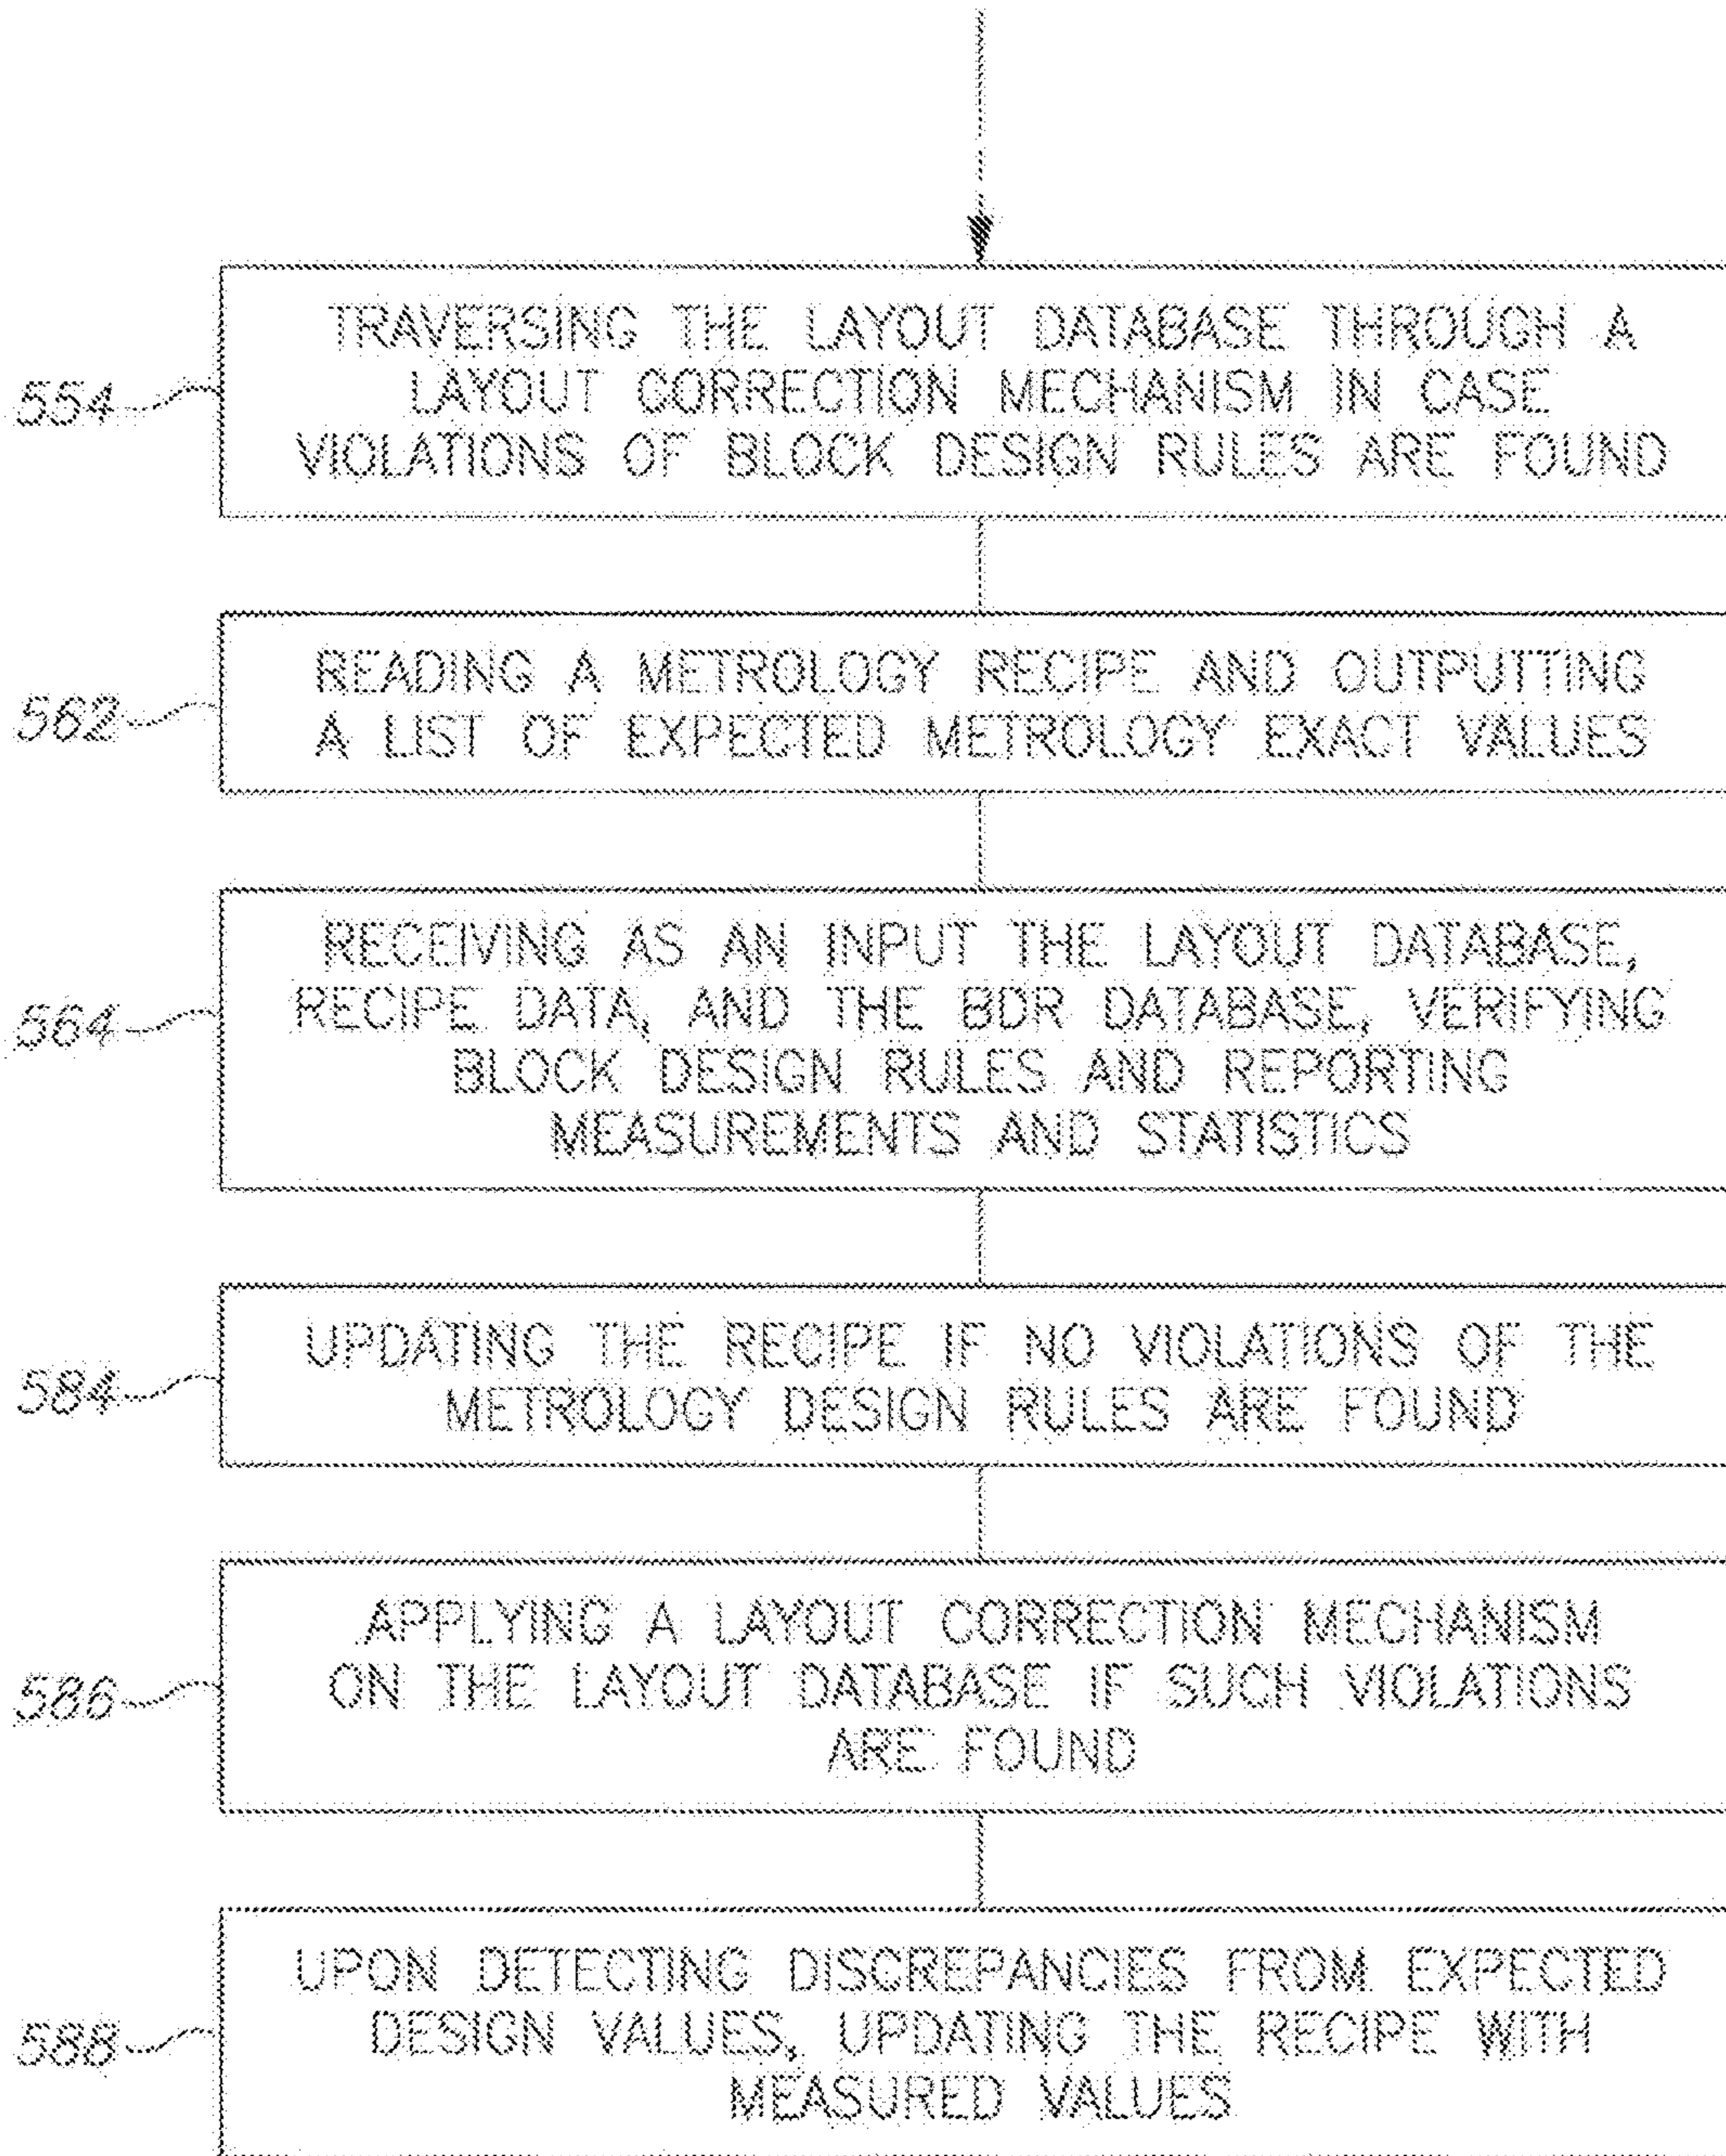 554
TRAVERSING THE LAYOUT DATABASE THROUGH A
LAYOUT CORRECTION MECHANISM IN CASE
VIOLATIONS OF BLOCK DESIGN RULES ARE FOUND
562
READING A METROLOGY RECIPE AND OUTPUTTING
A LIST OF EXPECTED METROLOGY EXACT VALUES
564
RECEIVING AS AN INPUT THE LAYOUT DATABASE,
RECIPE DATA, AND THE BDR DATABASE, VERIFYING
BLOCK DESIGN RULES AND REPORTING
MEASUREMENTS AND STATISTICS
584
UPDATING THE RECIPE IF NO VIOLATIONS OF THE
METROLOGY DESIGN RULES ARE FOUND
586
APPLYING A LAYOUT CORRECTION MECHANISM
ON THE LAYOUT DATABASE IF SUCH VIOLATIONS
ARE FOUND
588
UPON DETECTING DISCREPANCIES FROM EXPECTED
DESIGN VALUES, UPDATING THE RECIPE WITH
MEASURED VALUES